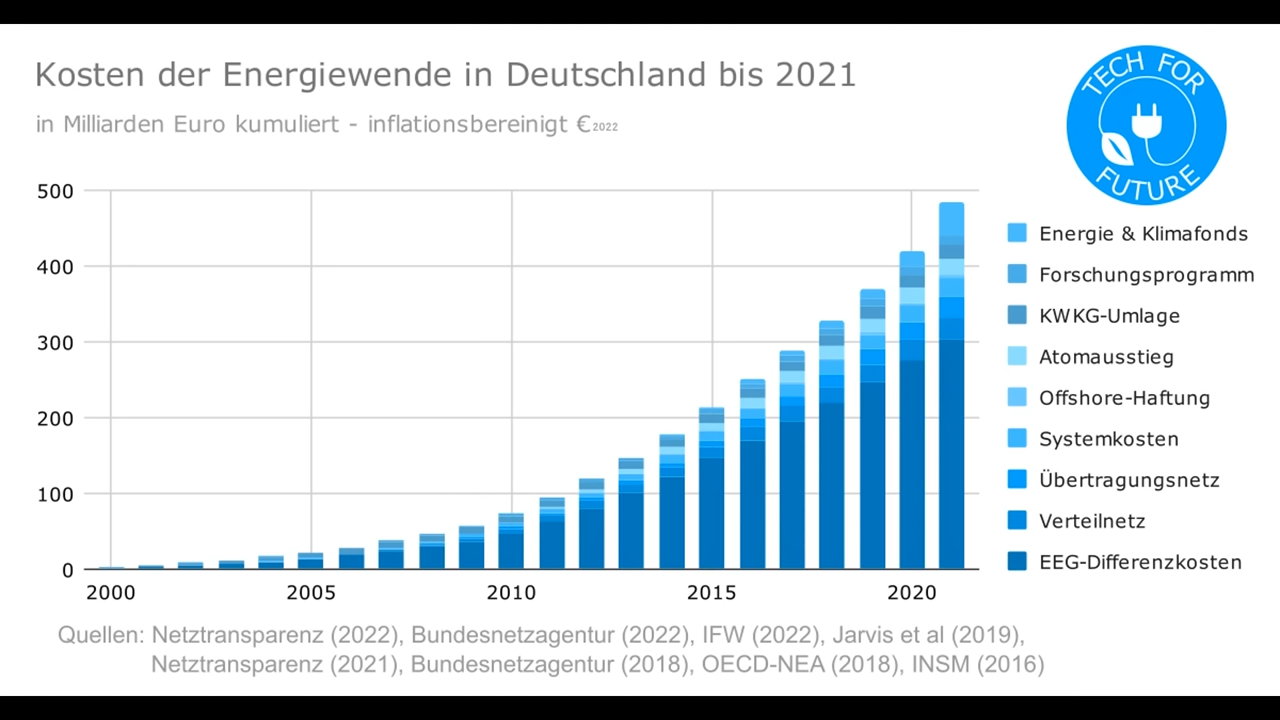 Kosten der Energiewende in Deutschland bis 2021
in Milliarden Euro kumuliert - inflationsbereinigt €2022
TECH FOR
FUTURE
500
400
300
200
100
0
2000 2005 2010 2015 2020
Energie & Klimafonds
Forschungsprogramm
KWKG-Umlage
Atomausstieg
Offshore-Haftung
Systemkosten
Übertragungsnetz
Verteilnetz
EEG-Differenzkosten
Quellen: Netztransparenz (2022), Bundesnetzagentur (2022), IFW (2022), Jarvis et al (2019),
Netztransparenz (2021), Bundesnetzagentur (2018), OECD-NEA (2018), INSM (2016)